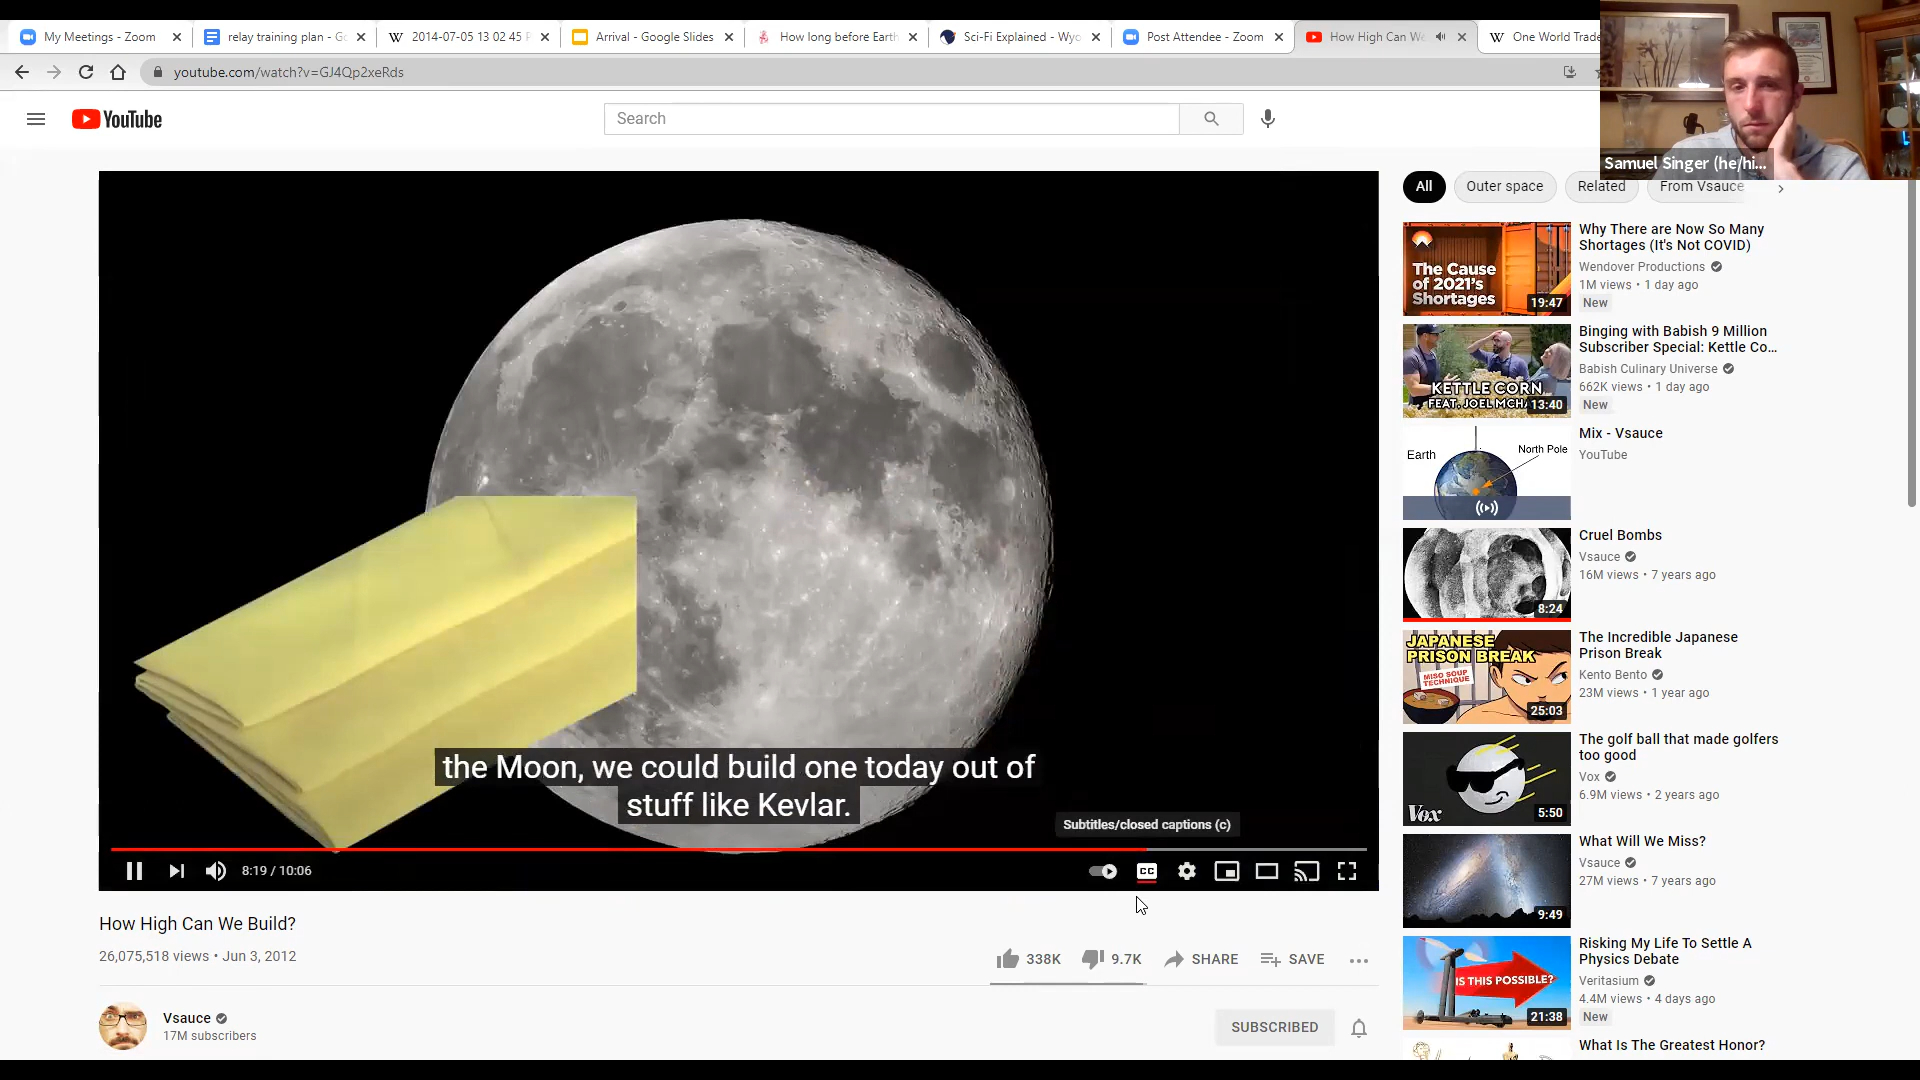 My Meetings - Zoom
relay training plan - Go
2014-07-05 13 02 45 P
Arrival - Google Slides
How long before Earth
Sci-Fi Explained - Wyo
Post Attendee - Zoom
How High Can We
One World Trade
youtube.com/watch?v=GJ4Qp2xeRds
YouTube
Search
Samuel Singer (he/hi...
the Moon, we could build one today out of
stuff like Kevlar.
Subtitles/closed captions (c)
8:19 / 10:06
CC
How High Can We Build?
26,075,518 views • Jun 3, 2012
338K
9.7K
SHARE
SAVE
Vsauce
17M subscribers
SUBSCRIBED
All
Outer space
Related
From Vsauce
The Cause
of 2021's
Shortages
19:47
Why There are Now So Many
Shortages (It's Not COVID)
Wendover Productions
1M views • 1 day ago
New
KETTLE CORN
FEAT. JOEL MCHA
13:40
Binging with Babish 9 Million
Subscriber Special: Kettle Co...
Babish Culinary Universe
662K views • 1 day ago
New
Earth
North Pole
Mix - Vsauce
YouTube
8:24
Cruel Bombs
Vsauce
16M views • 7 years ago
JAPANESE
PRISON BREAK
MISO SOUP
TECHNIQUE
25:03
The Incredible Japanese
Prison Break
Kento Bento
23M views • 1 year ago
Vox
5:50
The golf ball that made golfers
too good
Vox
6.9M views • 2 years ago
9:49
What Will We Miss?
Vsauce
27M views • 7 years ago
IS THIS POSSIBLE?
21:38
Risking My Life To Settle A
Physics Debate
Veritasium
4.4M views • 4 days ago
New
What Is The Greatest Honor?